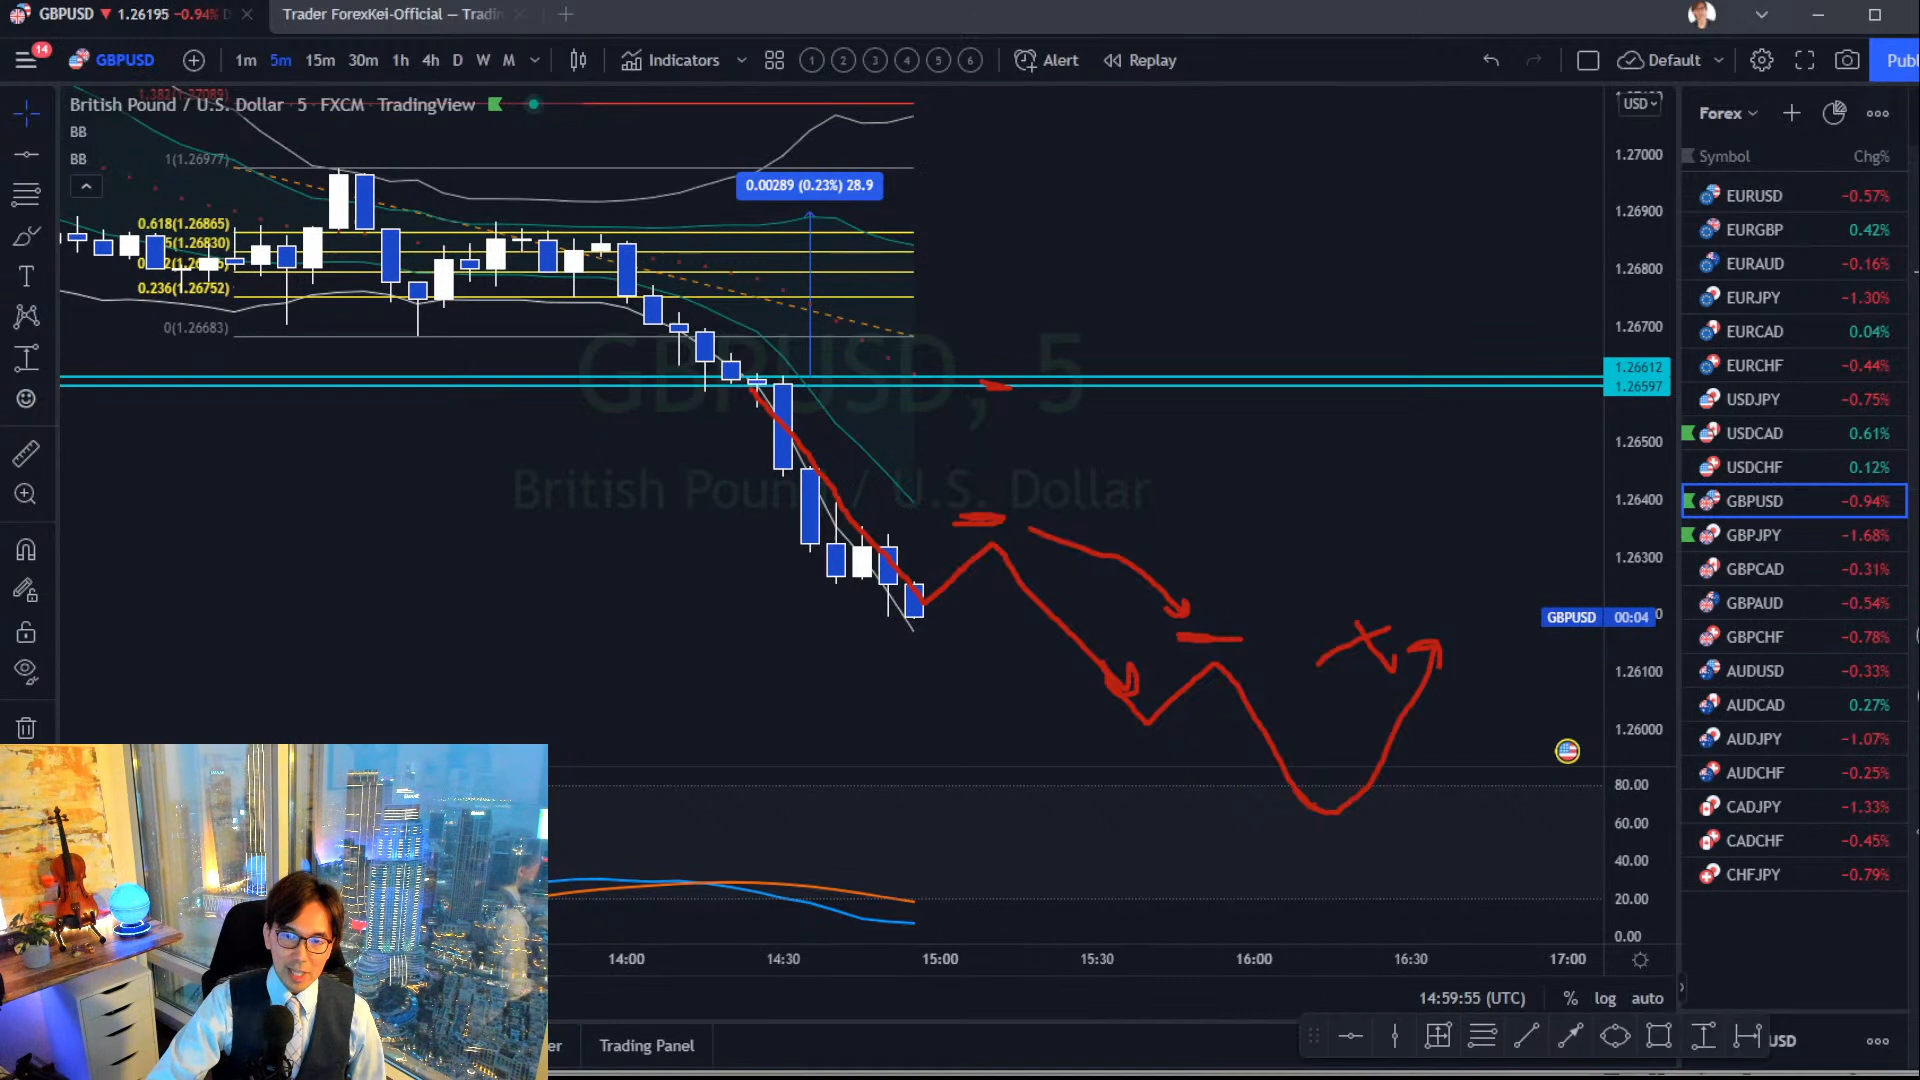 GBPUSD ▼ 1.26195 −0.94% D
Trader ForexKei-Official — Tradin
14
GBPUSD
1m 5m 15m 30m 1h 4h D W M
Indicators
1 2 3 4 5 6
Alert
Replay
Default
Publ
British Pound / U.S. Dollar · 5 · FXCM · TradingView
BB
BB
1.382(1.27089)
1(1.26977)
0.618(1.26865)
0.236(1.26752)
0(1.26683)
0.00289 (0.23%) 28.9
GBPUSD, 5
British Pound / U.S. Dollar
USD
1.27000
1.26900
1.26800
1.26700
1.26612
1.26597
1.26500
1.26400
1.26300
GBPUSD 00:04
1.26100
1.26000
80.00
60.00
40.00
20.00
0.00
14:00 14:30 15:00 15:30 16:00 16:30 17:00
14:59:55 (UTC) % log auto
er
Trading Panel
USD
Forex
Symbol Chg%
EURUSD −0.57%
EURGBP 0.42%
EURAUD −0.16%
EURJPY −1.30%
EURCAD 0.04%
EURCHF −0.44%
USDJPY −0.75%
USDCAD 0.61%
USDCHF 0.12%
GBPUSD −0.94%
GBPJPY −1.68%
GBPCAD −0.31%
GBPAUD −0.54%
GBPCHF −0.78%
AUDUSD −0.33%
AUDCAD 0.27%
AUDJPY −1.07%
AUDCHF −0.25%
CADJPY −1.33%
CADCHF −0.45%
CHFJPY −0.79%